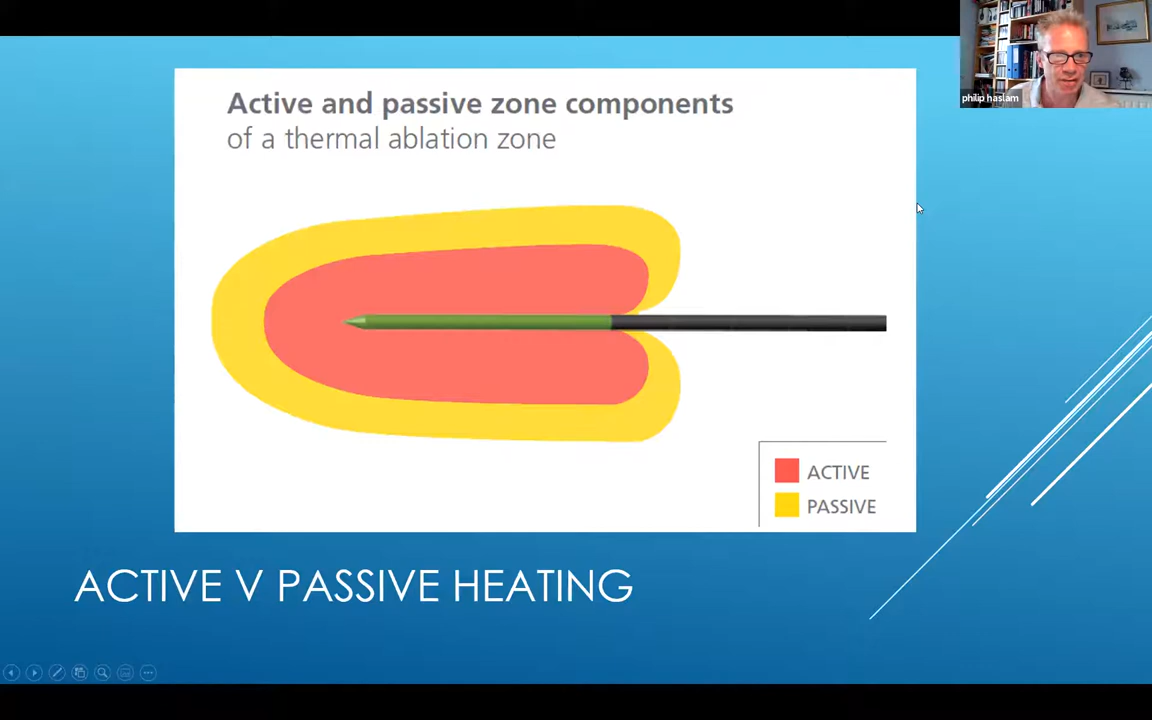 philip haslam
Active and passive zone components
of a thermal ablation zone
ACTIVE
PASSIVE
ACTIVE V PASSIVE HEATING